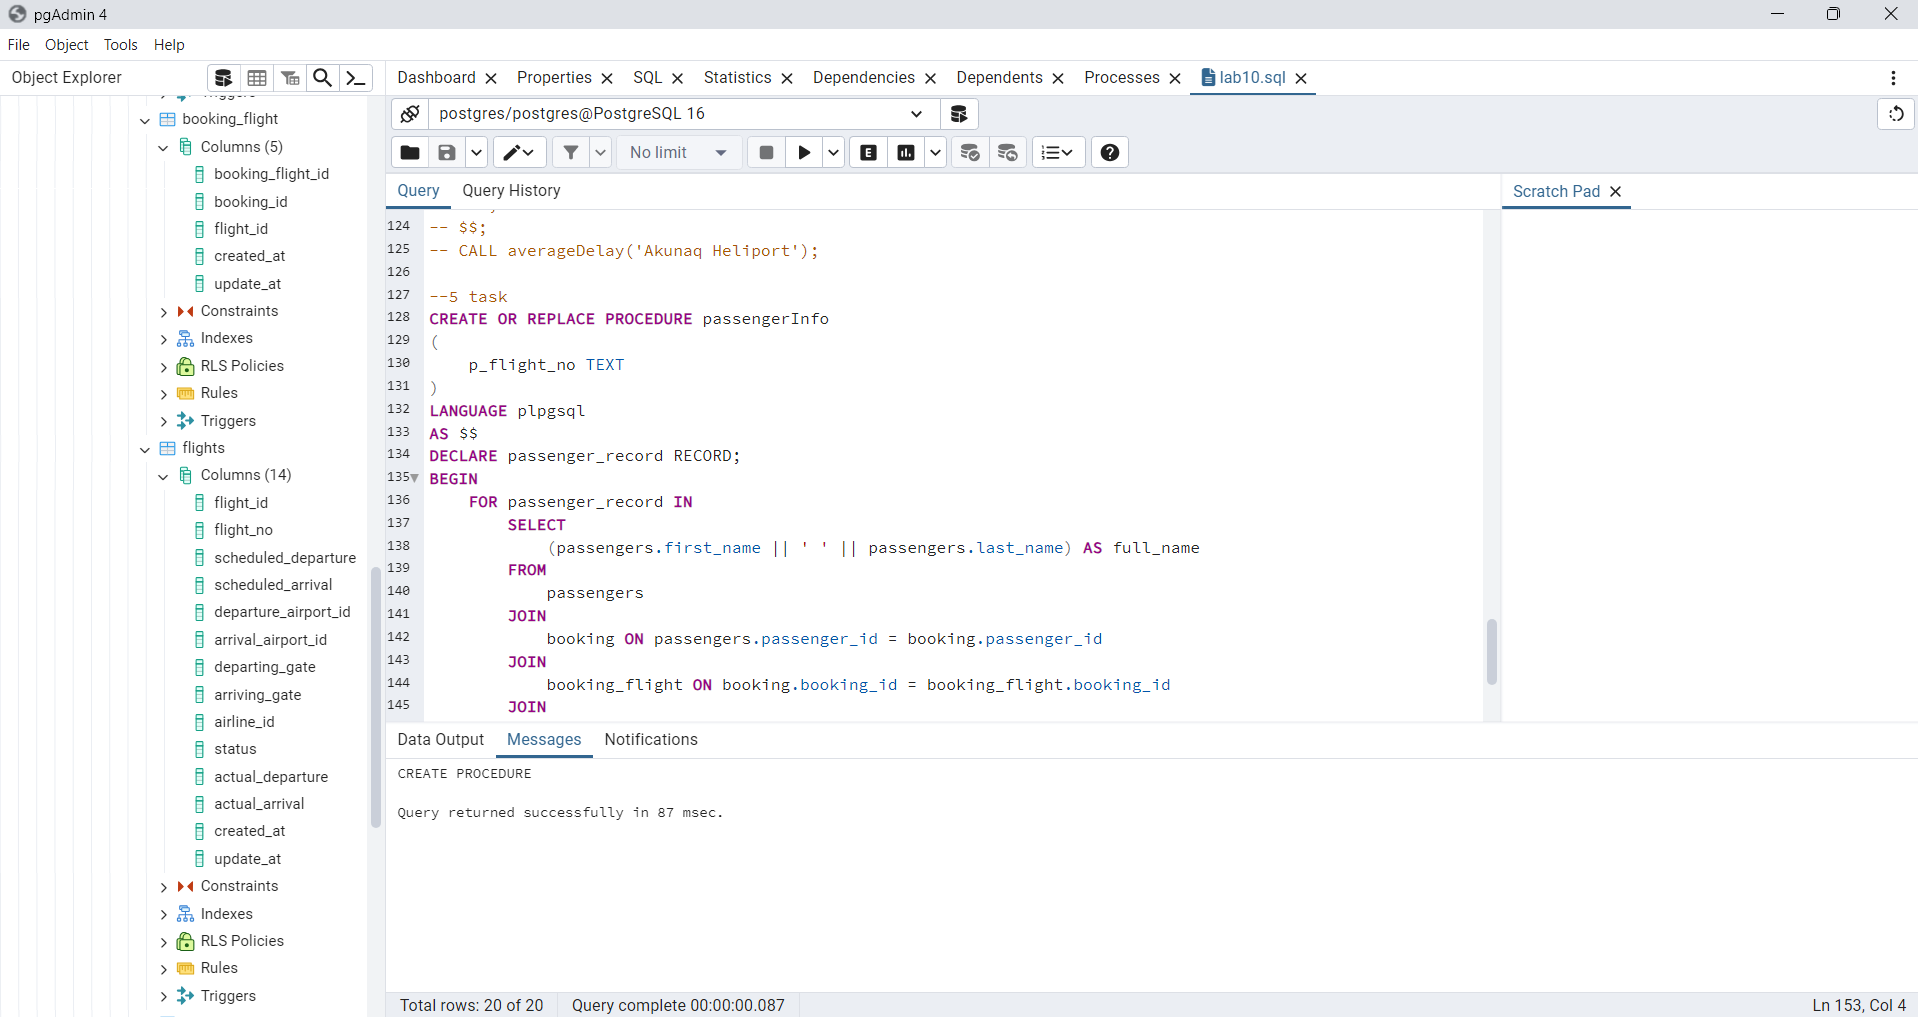 pgAdmin 4
File Object Tools Help
Object Explorer
Dashboard Properties SQL Statistics Dependencies Dependents Processes lab10.sql
postgres/postgres@PostgreSQL 16
No limit
E
Query Query History
Scratch Pad
Triggers
booking_flight
Columns (5)
booking_flight_id
booking_id
flight_id
created_at
update_at
Constraints
Indexes
RLS Policies
Rules
Triggers
flights
Columns (14)
flight_id
flight_no
scheduled_departure
scheduled_arrival
departure_airport_id
arrival_airport_id
departing_gate
arriving_gate
airline_id
status
actual_departure
actual_arrival
created_at
update_at
Constraints
Indexes
RLS Policies
Rules
Triggers
124 -- $$;
125 -- CALL averageDelay('Akunaq Heliport');
126
127 --5 task
128 CREATE OR REPLACE PROCEDURE passengerInfo
129 (
130 p_flight_no TEXT
131 )
132 LANGUAGE plpgsql
133 AS $$
134 DECLARE passenger_record RECORD;
135 BEGIN
136 FOR passenger_record IN
137 SELECT
138 (passengers.first_name || ' ' || passengers.last_name) AS full_name
139 FROM
140 passengers
141 JOIN
142 booking ON passengers.passenger_id = booking.passenger_id
143 JOIN
144 booking_flight ON booking.booking_id = booking_flight.booking_id
145 JOIN
Data Output Messages Notifications
CREATE PROCEDURE
Query returned successfully in 87 msec.
Total rows: 20 of 20 Query complete 00:00:00.087 Ln 153, Col 4